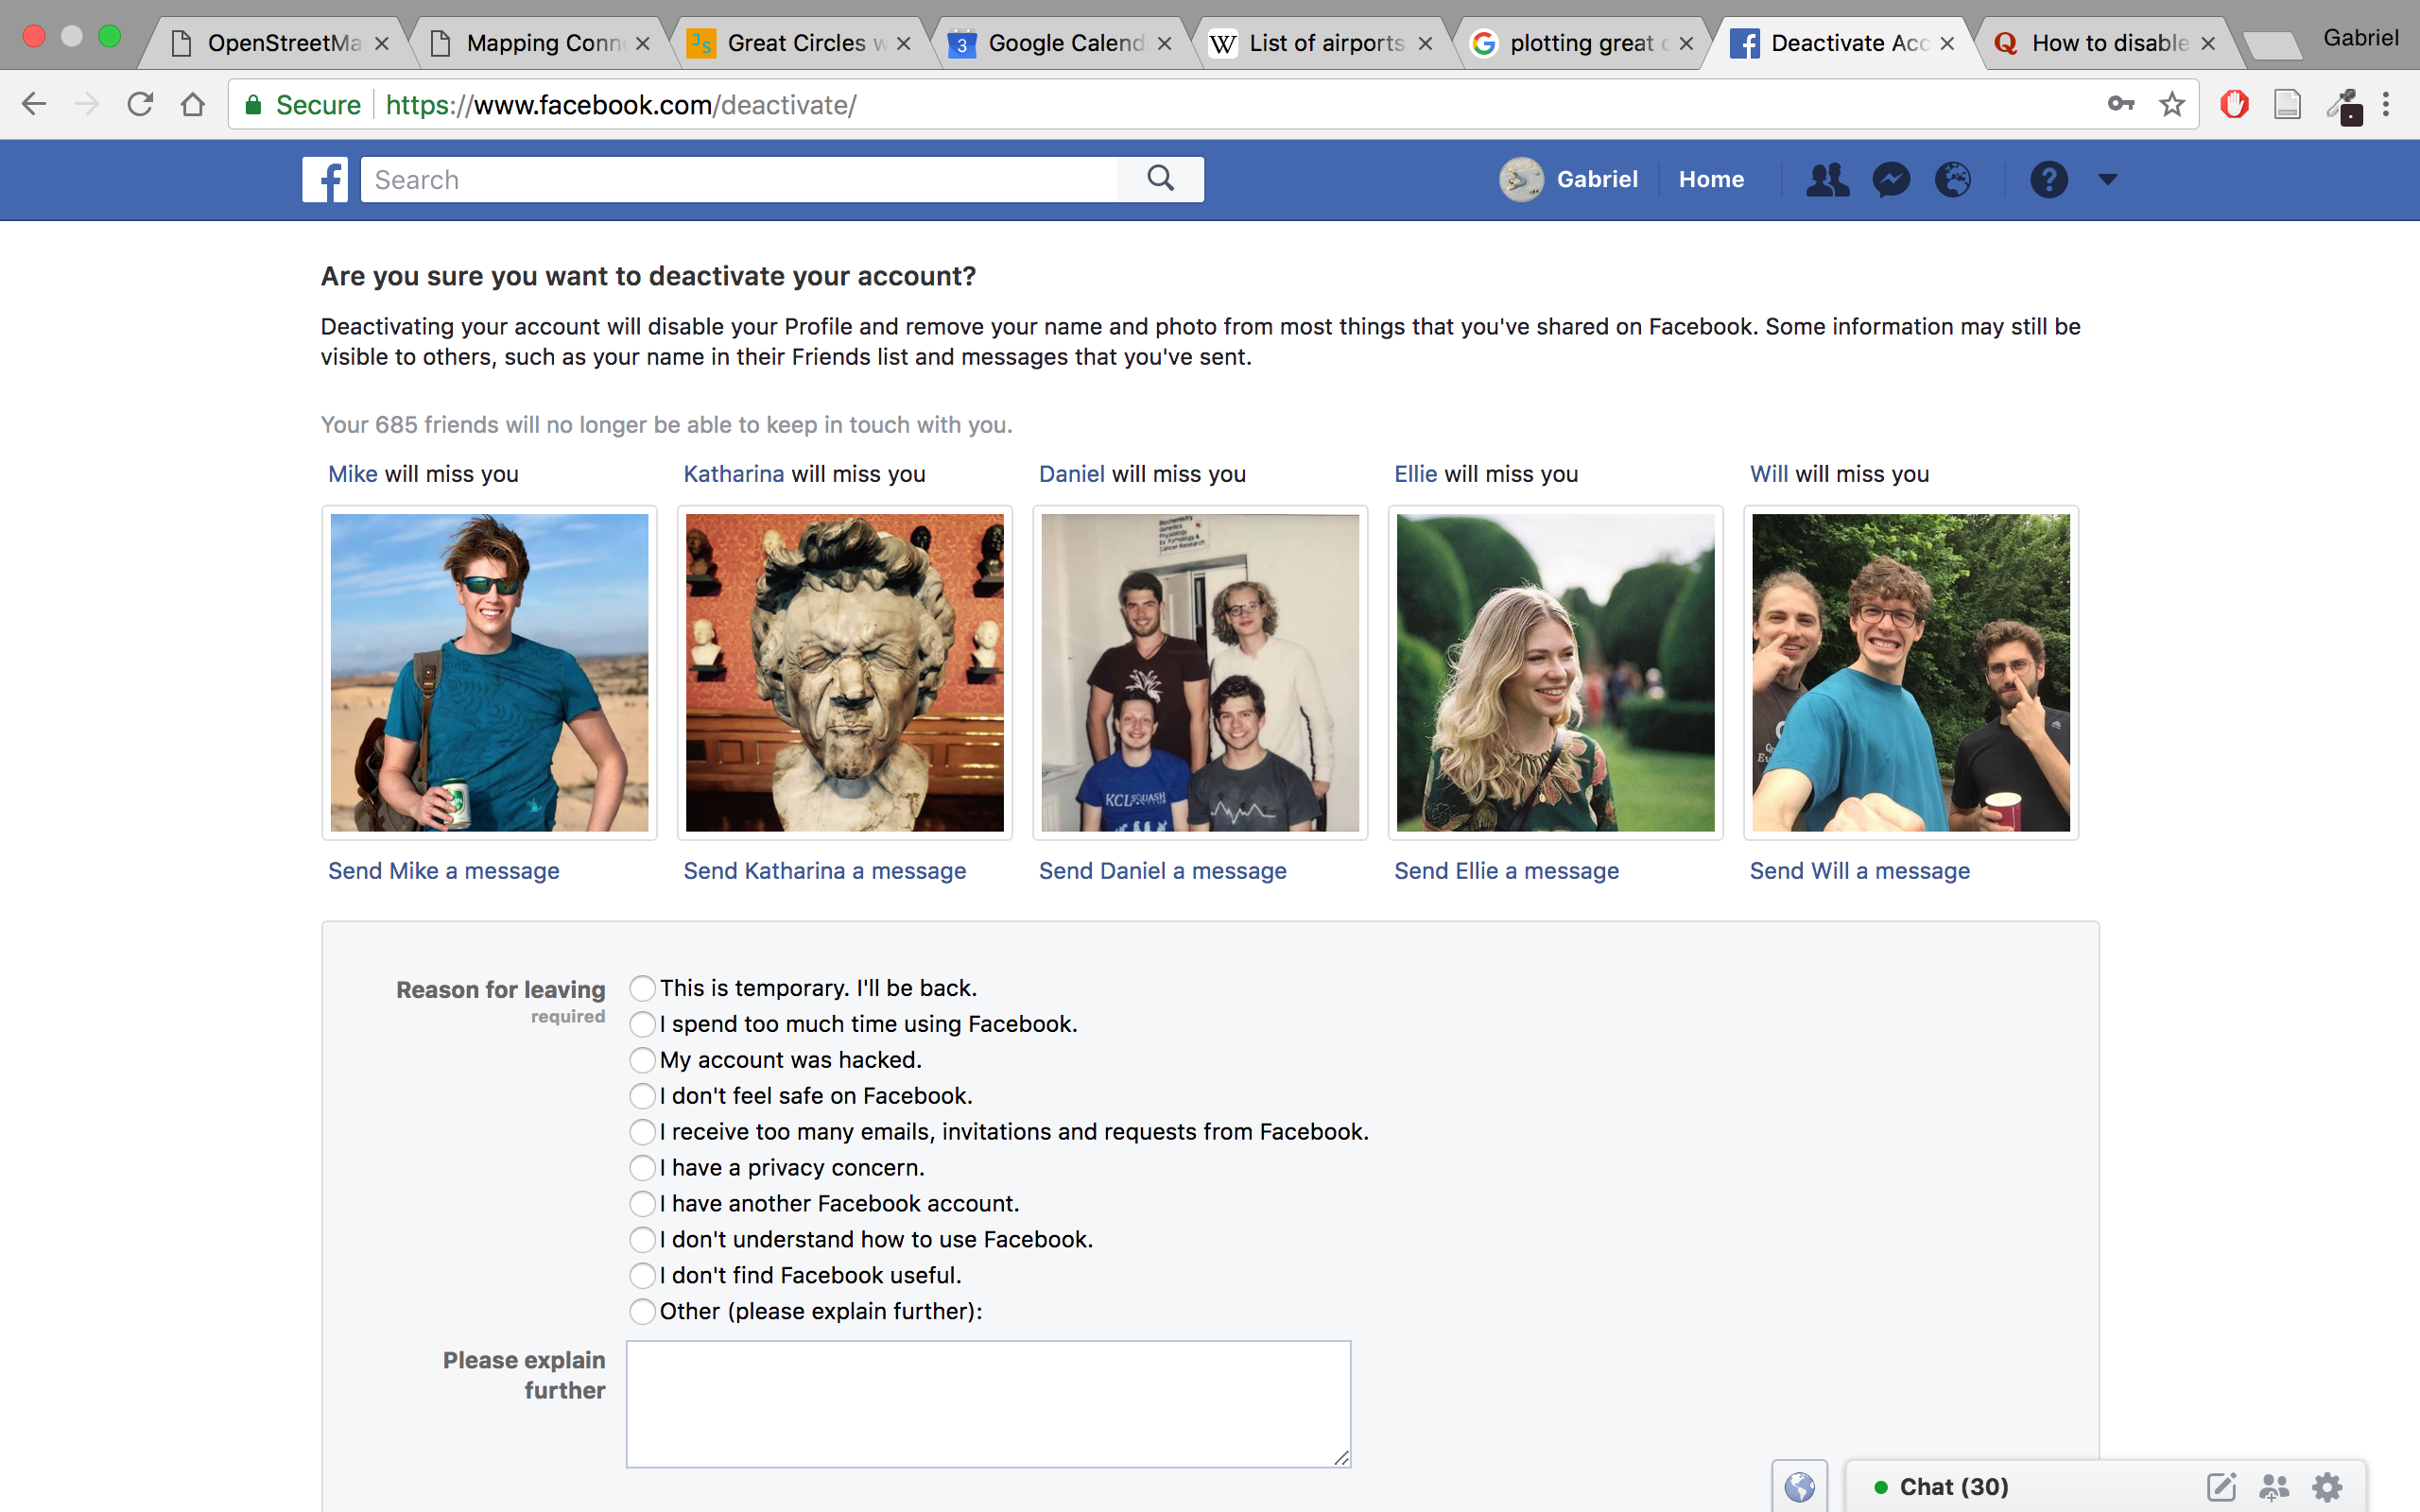 OpenStreetMa
Mapping Conn
Great Circles w
3
Google Calend
W
List of airports
plotting great c
Deactivate Acc
Q
How to disable
Gabriel
Secure
https://www.facebook.com/deactivate/
Search
Gabriel
Home
Are you sure you want to deactivate your account?
Deactivating your account will disable your Profile and remove your name and photo from most things that you've shared on Facebook. Some information may still be
visible to others, such as your name in their Friends list and messages that you've sent.
Your 685 friends will no longer be able to keep in touch with you.
Mike will miss you
Katharina will miss you
Daniel will miss you
Ellie will miss you
Will will miss you
Biochemistry
Genetics
Physiology
Cancer Research
KCL SQUASH
Send Mike a message
Send Katharina a message
Send Daniel a message
Send Ellie a message
Send Will a message
Reason for leaving
required
This is temporary. I'll be back.
I spend too much time using Facebook.
My account was hacked.
I don't feel safe on Facebook.
I receive too many emails, invitations and requests from Facebook.
I have a privacy concern.
I have another Facebook account.
I don't understand how to use Facebook.
I don't find Facebook useful.
Other (please explain further):
Please explain
further
Chat (30)